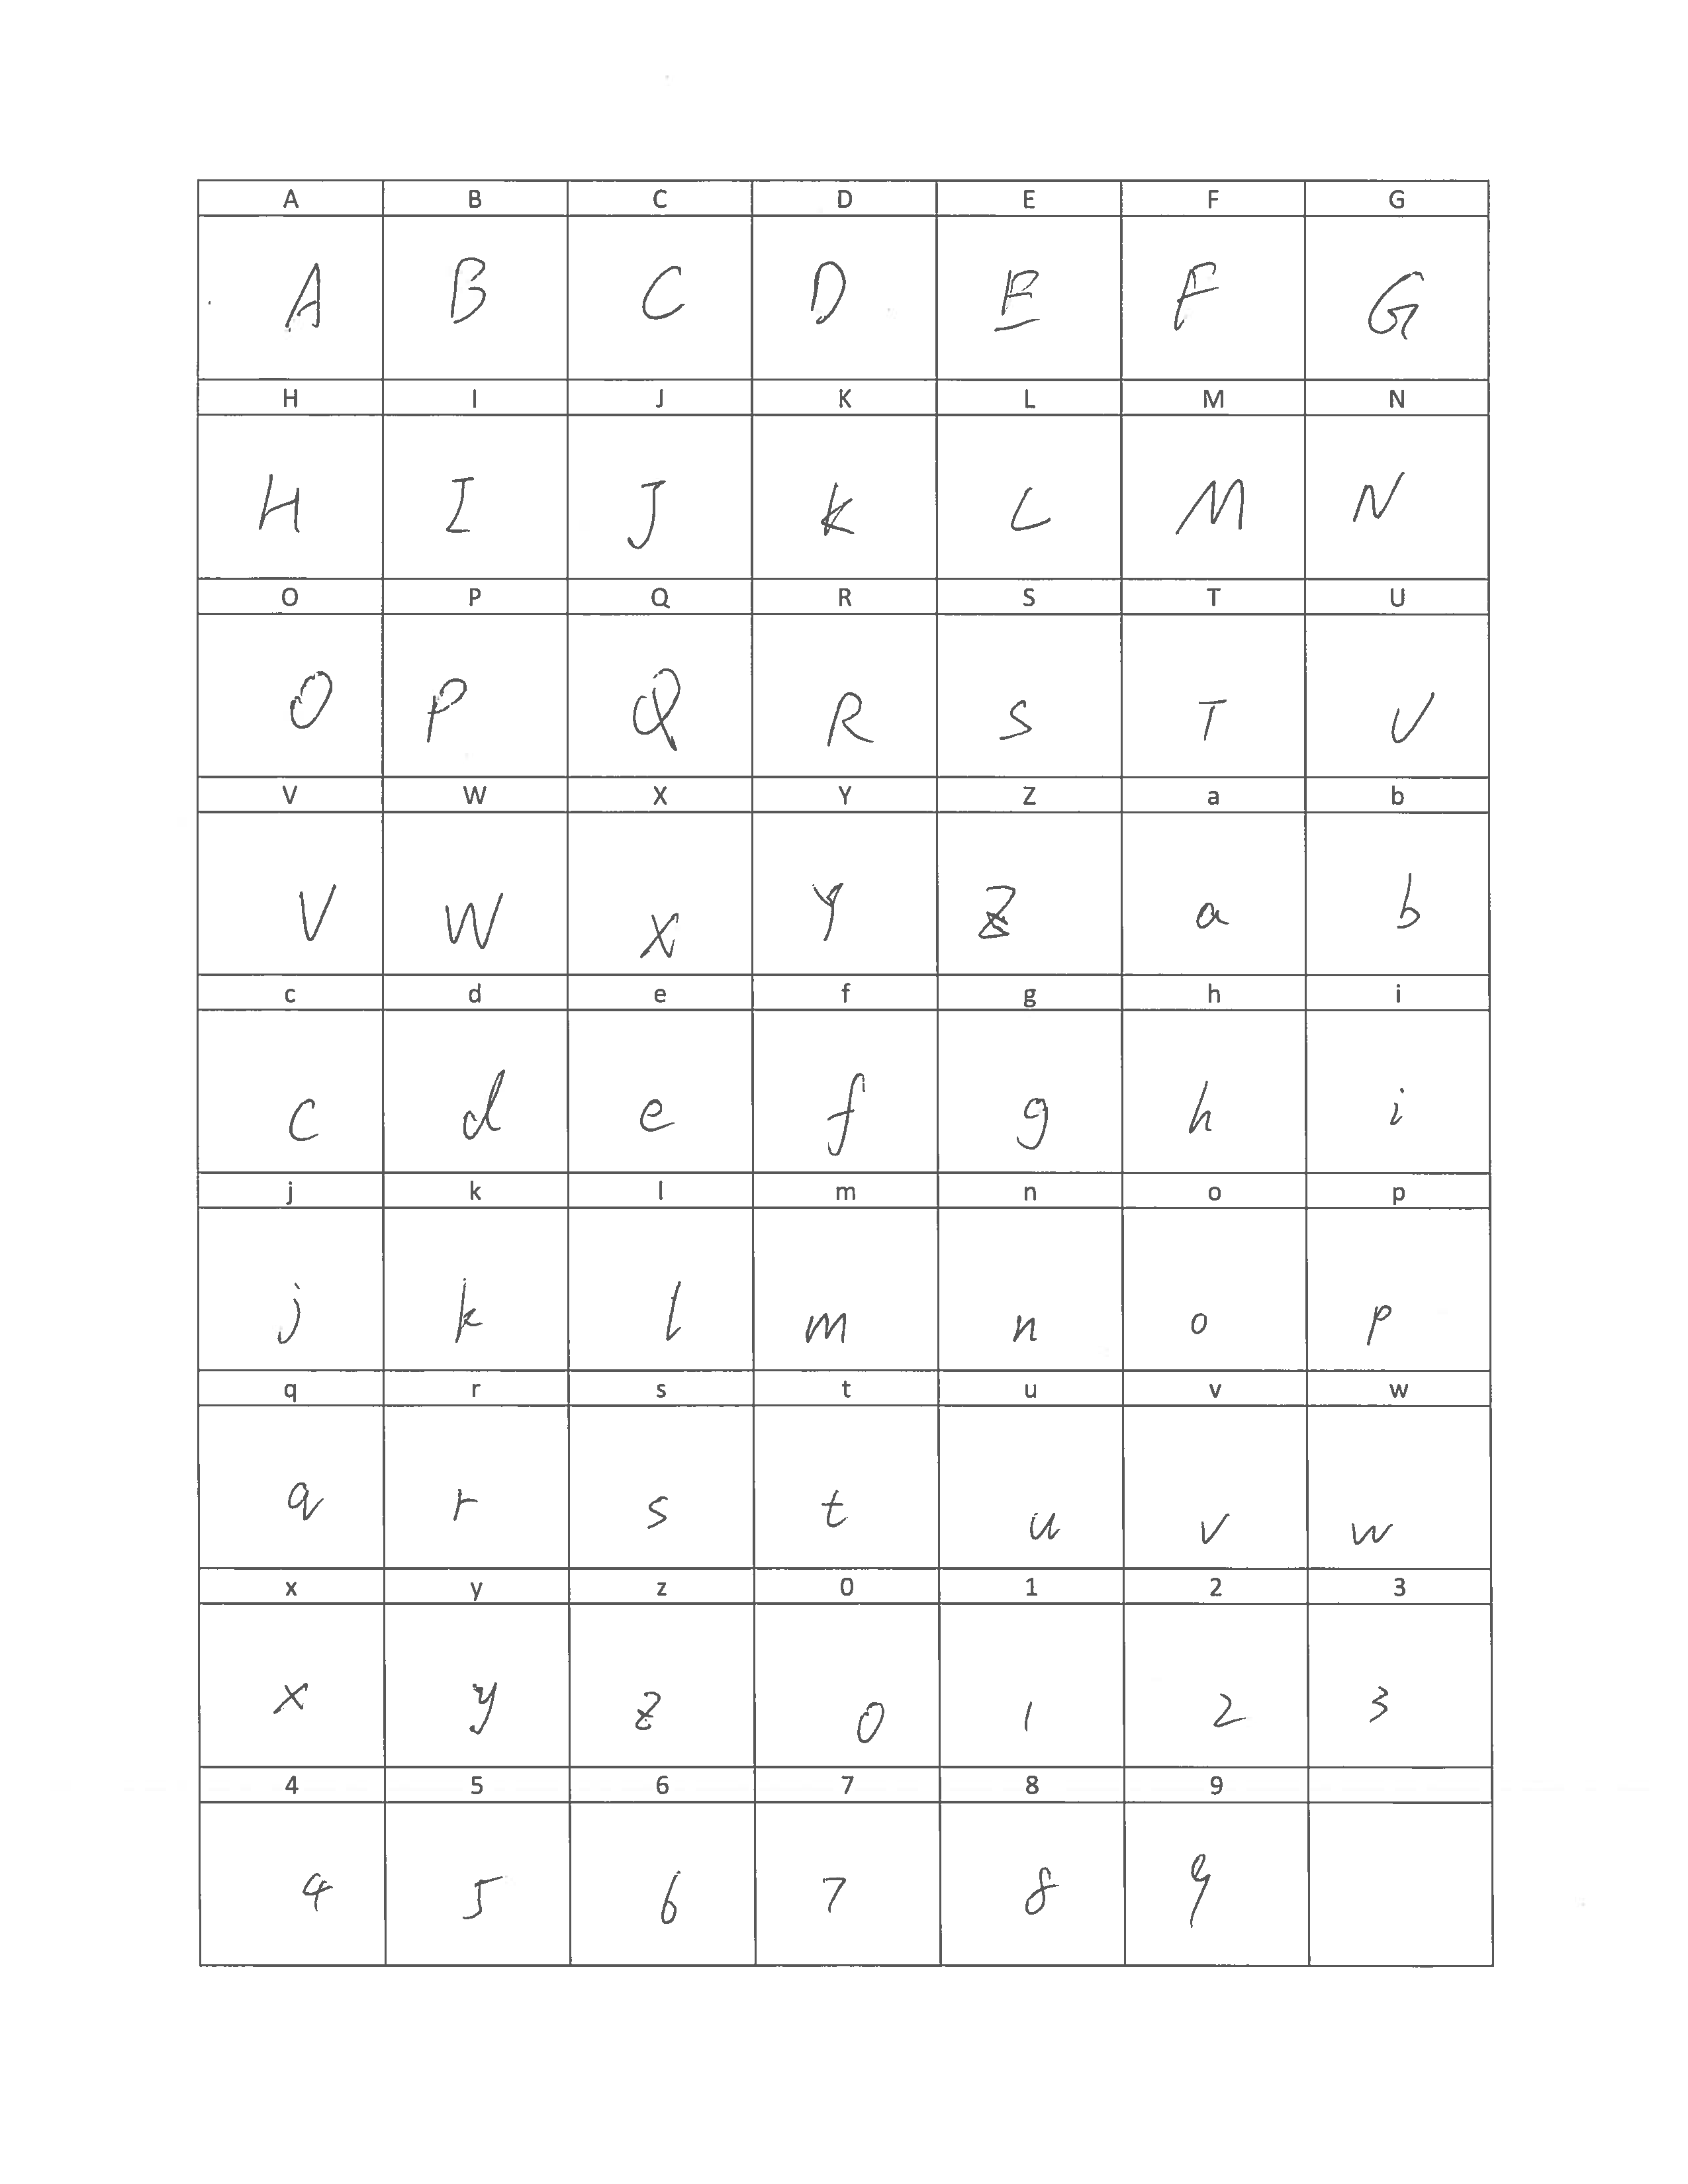 A B C D E F G
A B C D E F G
H I J K L M N
H I J K L M N
O P Q R S T U
O P Q R S T U
V W X Y Z a b
V W X Y Z a b
c d e f g h i
c d e f g h i
j k l m n o p
j k l m n o p
q r s t u v w
q r s t u v w
x y z 0 1 2 3
x y z 0 1 2 3
4 5 6 7 8 9
4 5 6 7 8 9